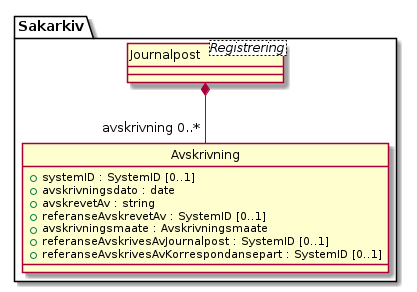 Sakarkiv
Journalpost
Registrering
avskrivning 0..*
Avskrivning
systemID : SystemID [0..1]
avskrivningsdato : date
avskrevetAv : string
referanseAvskrevetAv : SystemID [0..1]
avskrivningsmaate : Avskrivningsmaate
referanseAvskrivesAvJournalpost : SystemID [0..1]
referanseAvskrivesAvKorrespondansepart : SystemID [0..1]